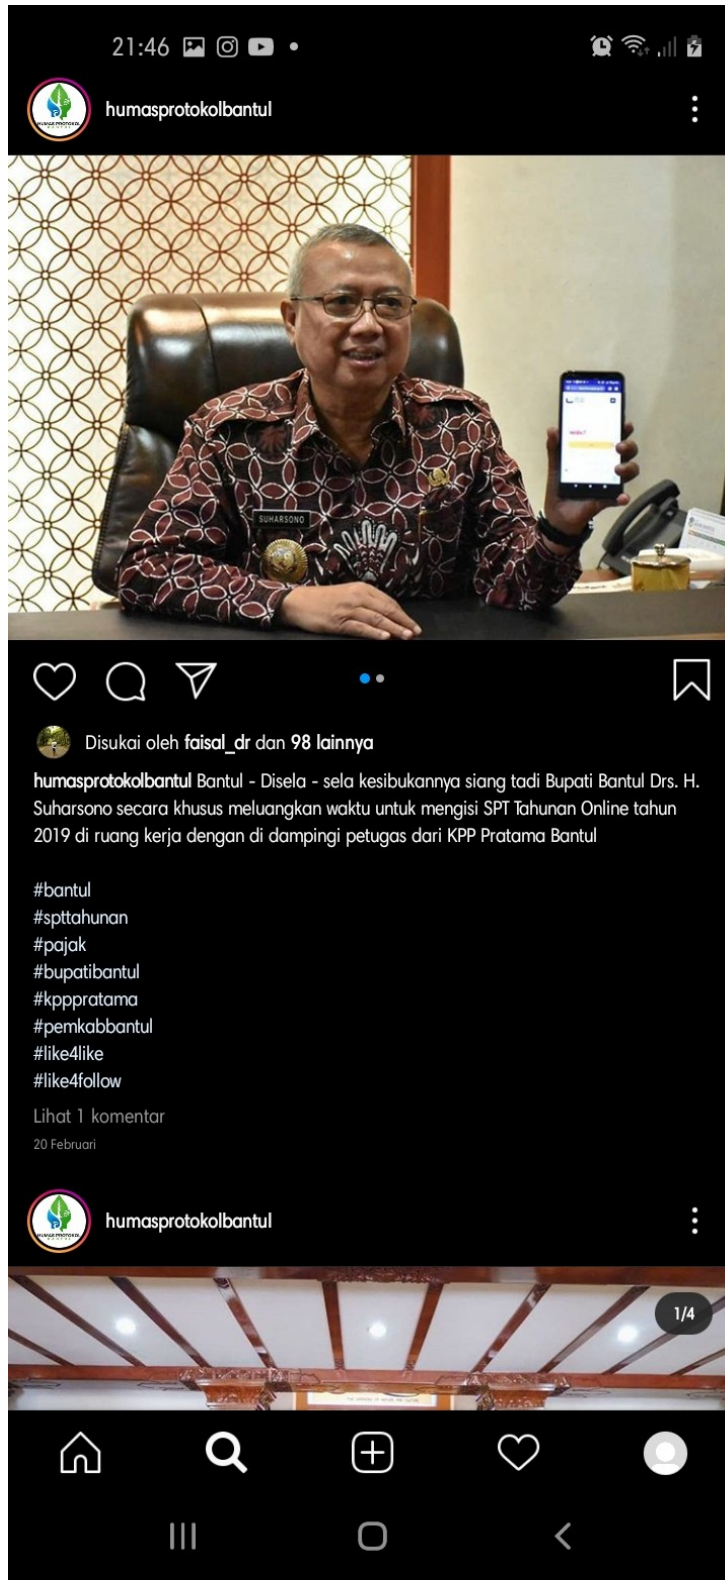 21:46
humasprotokolbantul
SUHARSONO
Disukai oleh faisal_dr dan 98 lainnya
humasprotokolbantul Bantul - Disela - sela kesibukannya siang tadi Bupati Bantul Drs. H.
Suharsono secara khusus meluangkan waktu untuk mengisi SPT Tahunan Online tahun
2019 di ruang kerja dengan di dampingi petugas dari KPP Pratama Bantul
#bantul
#spttahunan
#pajak
#bupatibantul
#kpppratama
#pemkabbantul
#like4like
#like4follow
Lihat 1 komentar
20 Februari
humasprotokolbantul
1/4